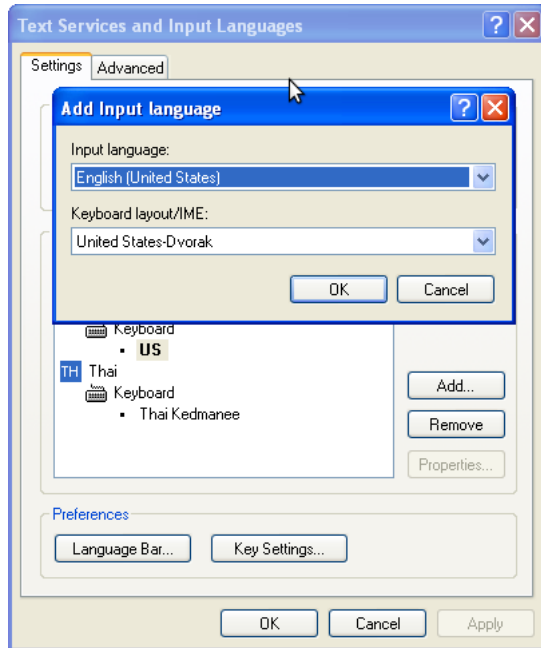 Text Services and Input Languages
Settings Advanced
Add Input language
Input language:
English (United States)
Keyboard layout/IME:
United States-Dvorak
OK Cancel
Keyboard
• US
TH Thai
Keyboard
• Thai Kedmanee
Add...
Remove
Properties...
Preferences
Language Bar... Key Settings...
OK Cancel Apply